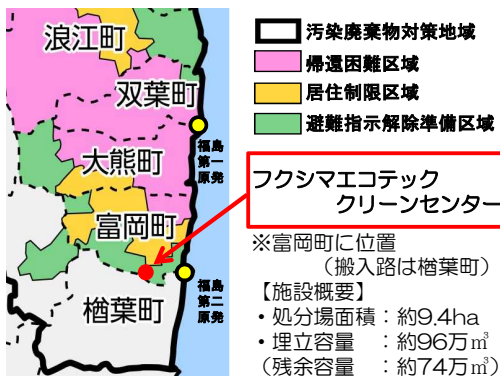 浪江町
双葉町
福島
第一
原発
大熊町
富岡町
福島
第二
原発
楢葉町
汚染廃棄物対策地域
帰還困難区域
居住制限区域
避難指示解除準備区域
フクシマエコテック
クリーンセンター
※富岡町に位置
（搬入路は楢葉町）
【施設概要】
・処分場面積：約9.4ha
・埋立容量　：約96万㎥
（残余容量　：約74万㎥）